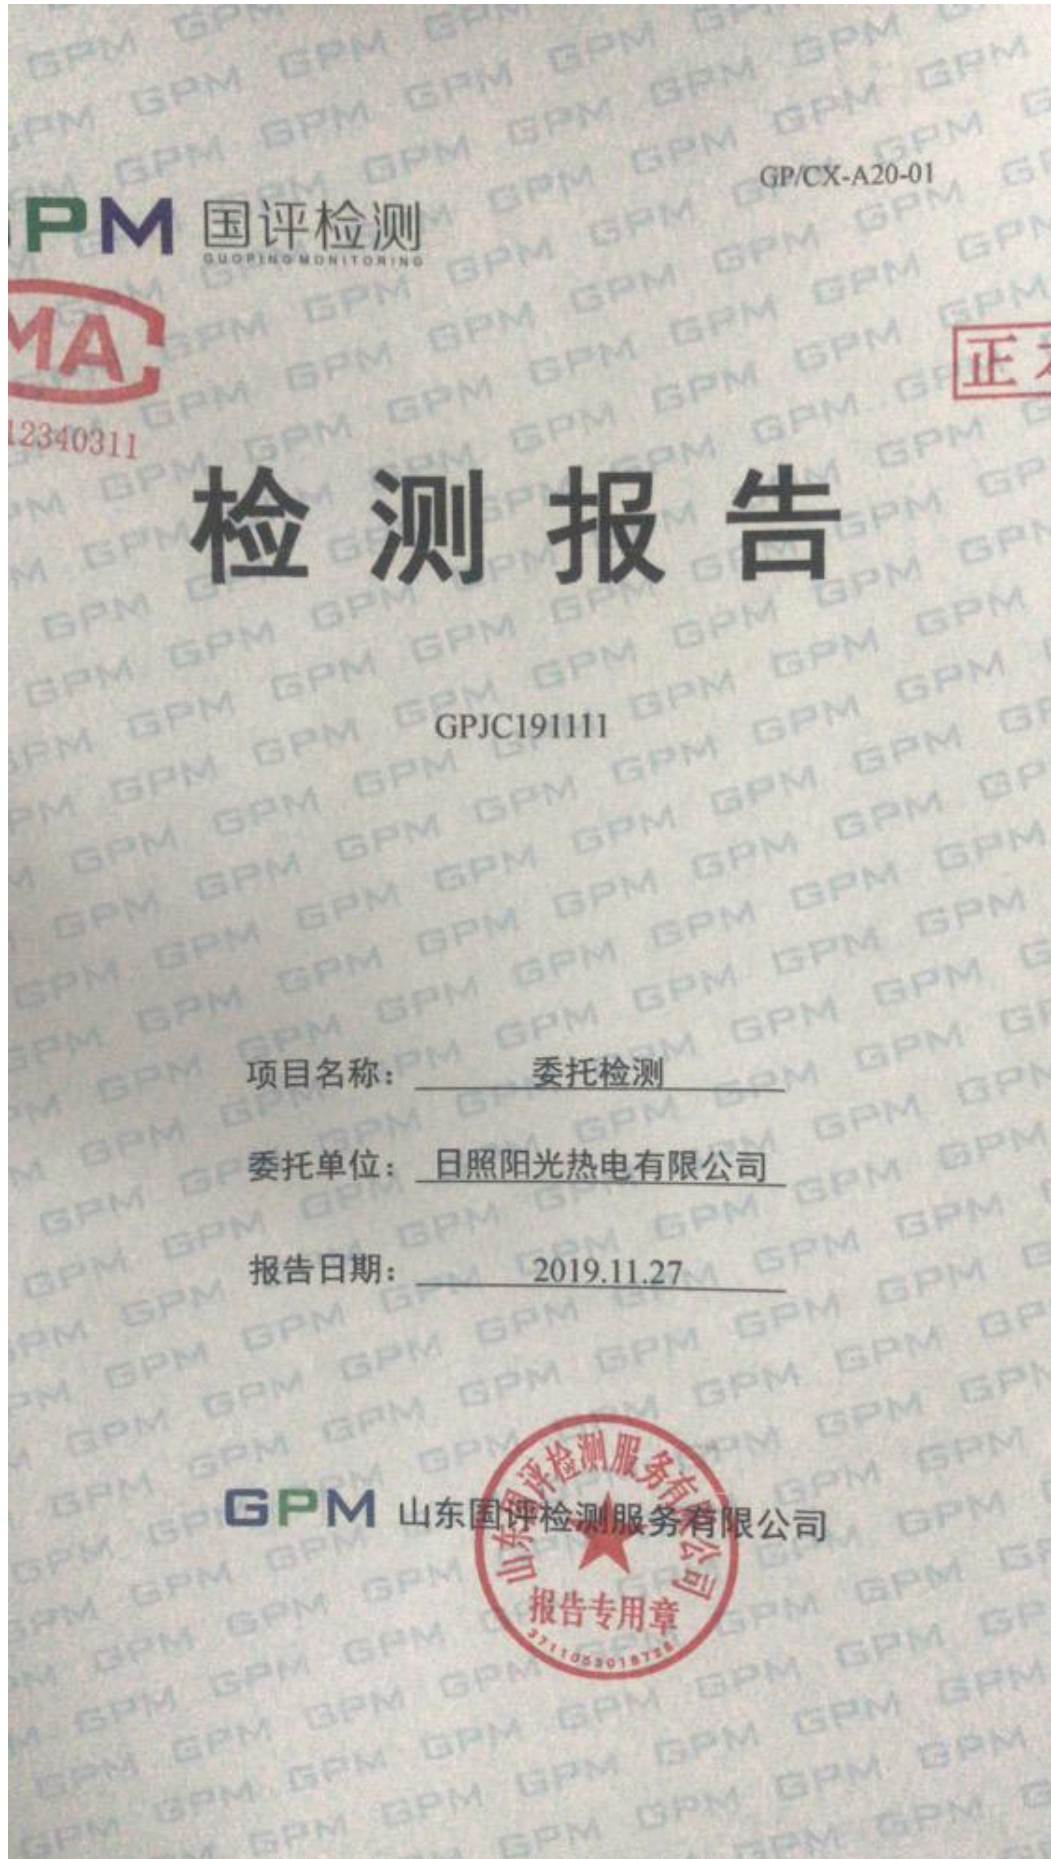 GP/CX-A20-01
GPM 国评检测
GUOPING MONITORING
MA
12340311
正本
检测报告
GPJC191111
项目名称: 委托检测
委托单位: 日照阳光热电有限公司
报告日期: 2019.11.27
GPM 山东国评检测服务有限公司
山东国评检测服务有限公司
报告专用章